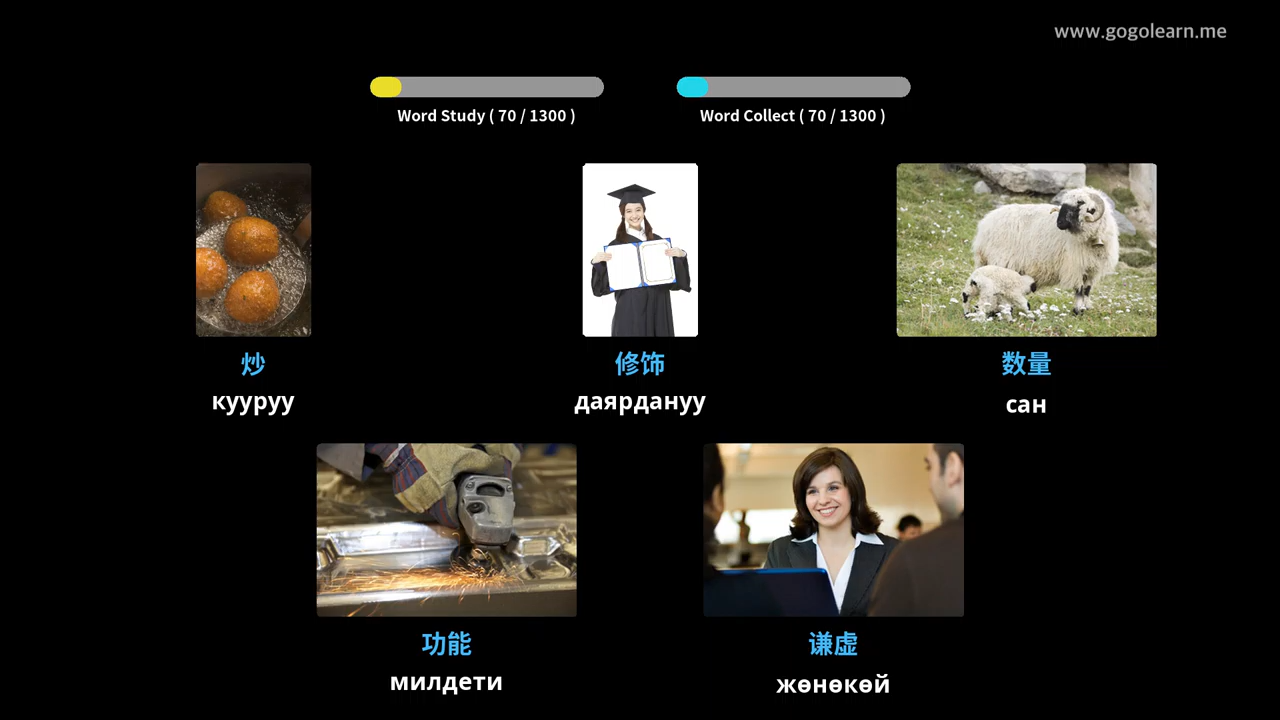 www.gogolearn.me
Word Study ( 70 / 1300 )
Word Collect ( 70 / 1300 )
炒
修饰
数量
кууруу
даярдануу
сан
功能
谦虚
милдети
жөнөкөй